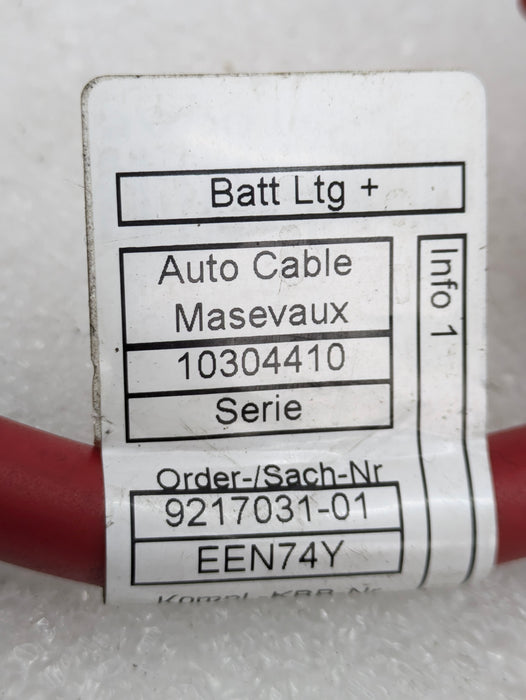 Batt Ltg +
Auto Cable
Masevaux
10304410
Serie
Info 1
Order-/Sach-Nr
9217031-01
EEN74Y